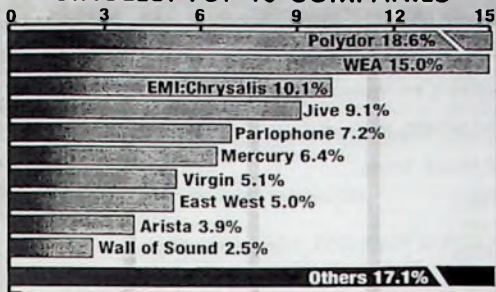 TOP 10 COMPANIES
0 3 6 9 12 15
Polydor 18.6%
WEA 15.0%
EMI:Chrysalis 10.1%
Jive 9.1%
Parlophone 7.2%
Mercury 6.4%
Virgin 5.1%
East West 5.0%
Arista 3.9%
Wall of Sound 2.5%
Others 17.1%